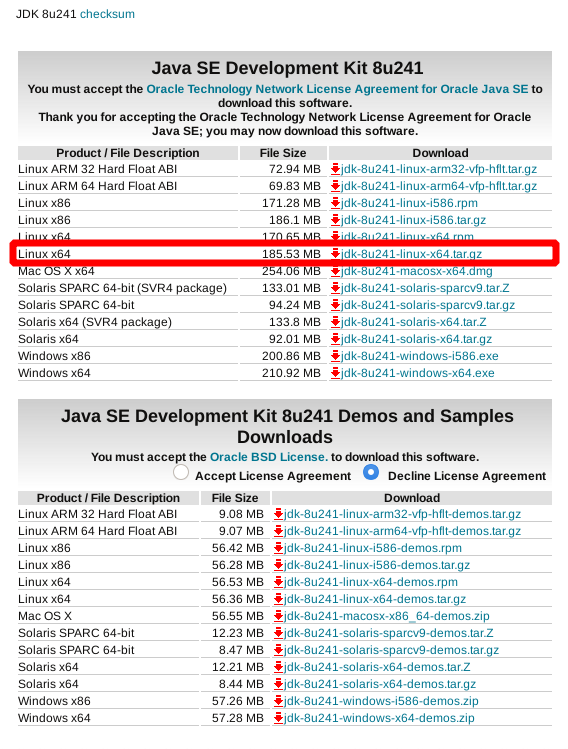 JDK 8u241 checksum
Java SE Development Kit 8u241
You must accept the Oracle Technology Network License Agreement for Oracle Java SE to
download this software.
Thank you for accepting the Oracle Technology Network License Agreement for Oracle
Java SE; you may now download this software.
Product / File Description File Size Download
Linux ARM 32 Hard Float ABI 72.94 MB jdk-8u241-linux-arm32-vfp-hflt.tar.gz
Linux ARM 64 Hard Float ABI 69.83 MB jdk-8u241-linux-arm64-vfp-hflt.tar.gz
Linux x86 171.28 MB jdk-8u241-linux-i586.rpm
Linux x86 186.1 MB jdk-8u241-linux-i586.tar.gz
Linux x64 170.65 MB jdk-8u241-linux-x64.rpm
Linux x64 185.53 MB jdk-8u241-linux-x64.tar.gz
Mac OS X x64 254.06 MB jdk-8u241-macosx-x64.dmg
Solaris SPARC 64-bit (SVR4 package) 133.01 MB jdk-8u241-solaris-sparcv9.tar.Z
Solaris SPARC 64-bit 94.24 MB jdk-8u241-solaris-sparcv9.tar.gz
Solaris x64 (SVR4 package) 133.8 MB jdk-8u241-solaris-x64.tar.Z
Solaris x64 92.01 MB jdk-8u241-solaris-x64.tar.gz
Windows x86 200.86 MB jdk-8u241-windows-i586.exe
Windows x64 210.92 MB jdk-8u241-windows-x64.exe
Java SE Development Kit 8u241 Demos and Samples
Downloads
You must accept the Oracle BSD License. to download this software.
Accept License Agreement Decline License Agreement
Product / File Description File Size Download
Linux ARM 32 Hard Float ABI 9.08 MB jdk-8u241-linux-arm32-vfp-hflt-demos.tar.gz
Linux ARM 64 Hard Float ABI 9.07 MB jdk-8u241-linux-arm64-vfp-hflt-demos.tar.gz
Linux x86 56.42 MB jdk-8u241-linux-i586-demos.rpm
Linux x86 56.28 MB jdk-8u241-linux-i586-demos.tar.gz
Linux x64 56.53 MB jdk-8u241-linux-x64-demos.rpm
Linux x64 56.36 MB jdk-8u241-linux-x64-demos.tar.gz
Mac OS X 56.55 MB jdk-8u241-macosx-x86_64-demos.zip
Solaris SPARC 64-bit 12.23 MB jdk-8u241-solaris-sparcv9-demos.tar.Z
Solaris SPARC 64-bit 8.47 MB jdk-8u241-solaris-sparcv9-demos.tar.gz
Solaris x64 12.21 MB jdk-8u241-solaris-x64-demos.tar.Z
Solaris x64 8.44 MB jdk-8u241-solaris-x64-demos.tar.gz
Windows x86 57.26 MB jdk-8u241-windows-i586-demos.zip
Windows x64 57.28 MB jdk-8u241-windows-x64-demos.zip